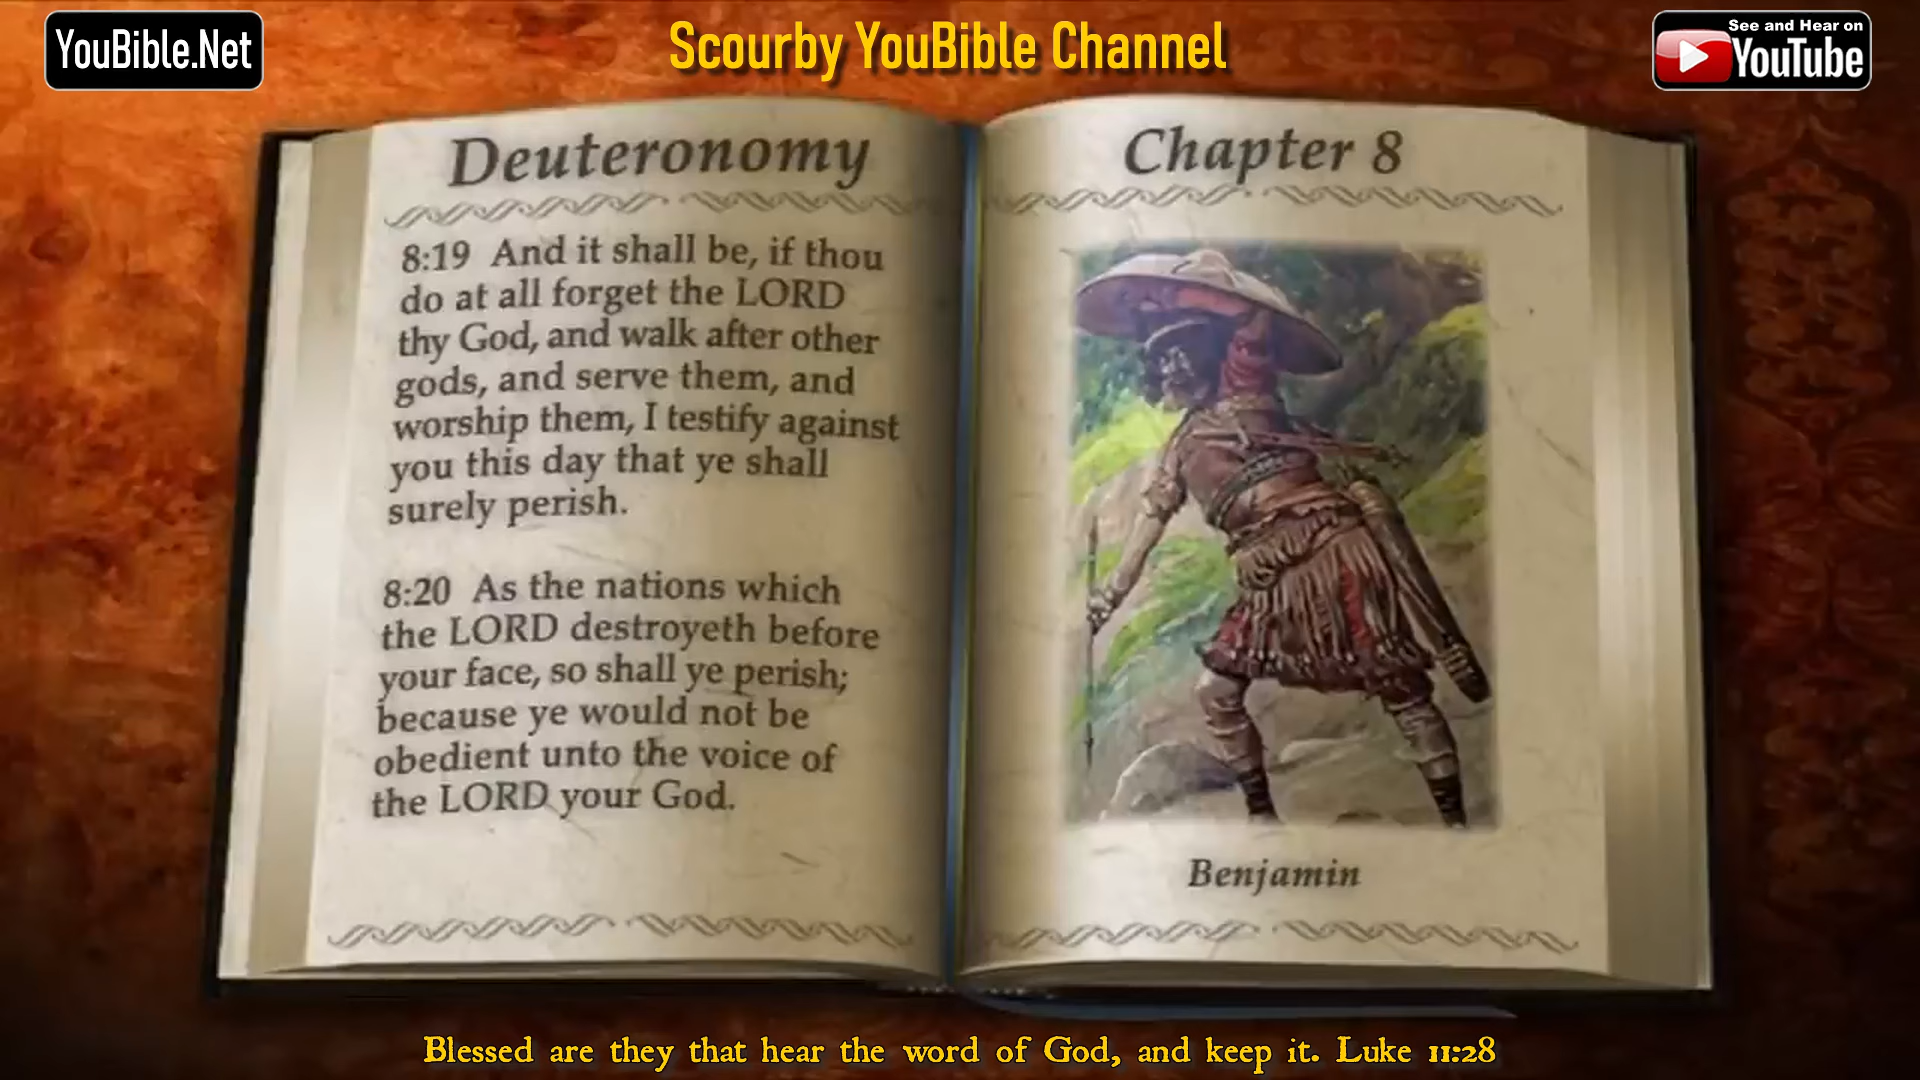 YouBible.Net
Scourby YouBible Channel
See and Hear on
YouTube
Deuteronomy
8:19 And it shall be, if thou
do at all forget the LORD
thy God, and walk after other
gods, and serve them, and
worship them, I testify against
you this day that ye shall
surely perish.
8:20 As the nations which
the LORD destroyeth before
your face, so shall ye perish;
because ye would not be
obedient unto the voice of
the LORD your God.
Chapter 8
Benjamin
Blessed are they that hear the word of God, and keep it. Luke 11:28